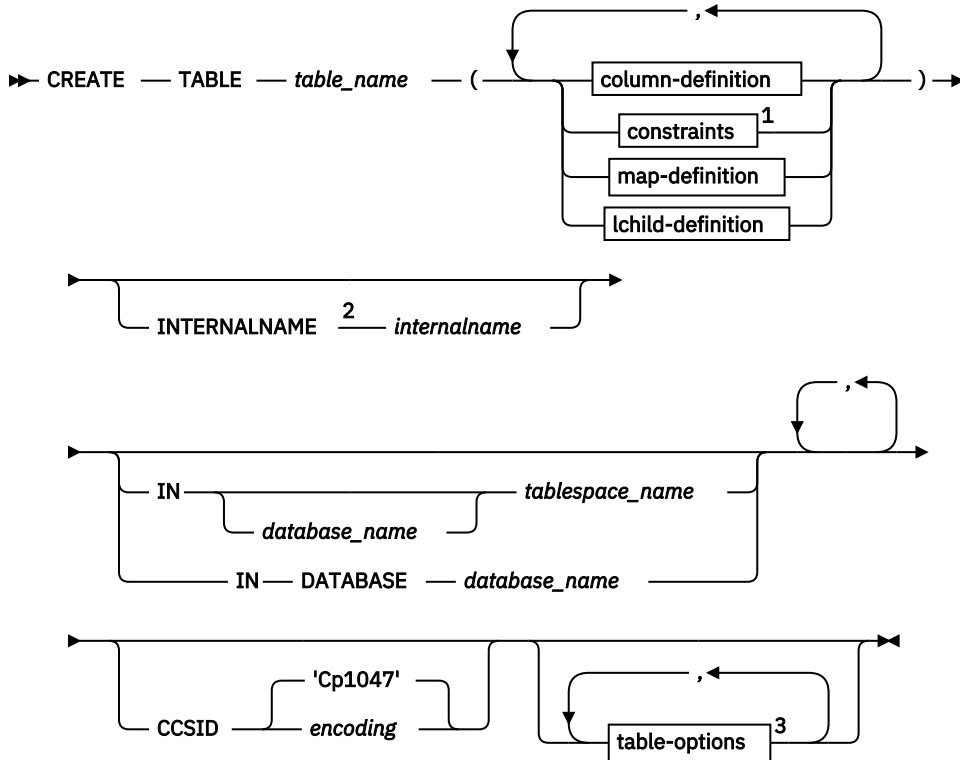 ,
CREATE TABLE table_name ( column-definition )
constraints 1
map-definition
lchild-definition
INTERNALNAME 2 internalname
,
IN tablespace_name
database_name
IN DATABASE database_name
'Cp1047'
CCSID encoding
,
table-options 3